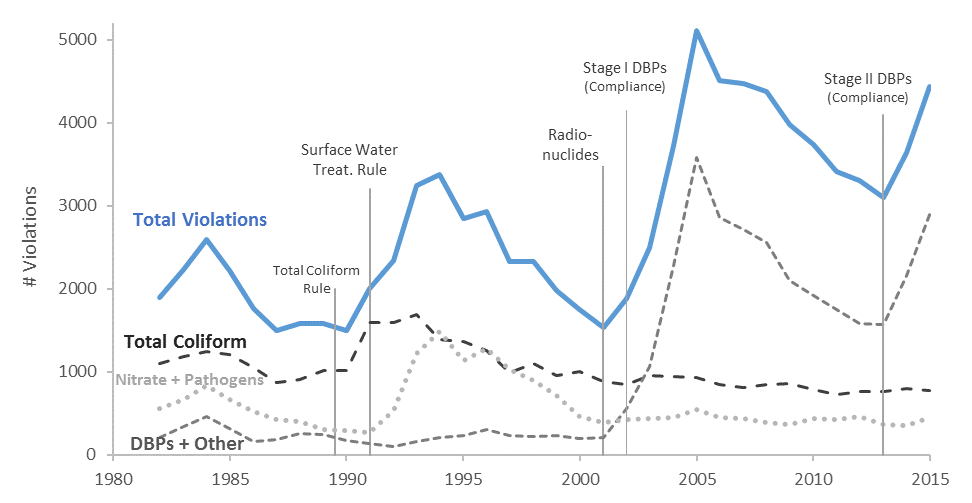 5000
4000
3000
2000
1000
0
# Violations
1980
1985
1990
1995
2000
2005
2010
2015
Total Violations
Total Coliform
Nitrate + Pathogens
DBPs + Other
Total Coliform
Rule
Surface Water
Treat. Rule
Radio-
nuclides
Stage I DBPs
(Compliance)
Stage II DBPs
(Compliance)